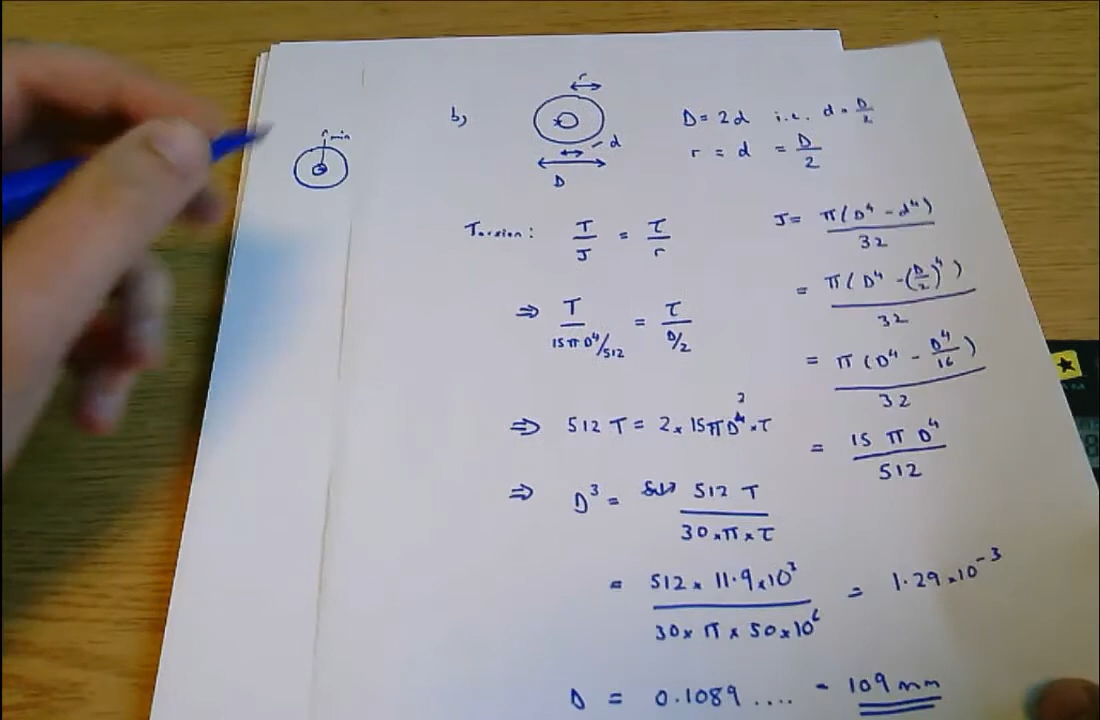 r min
b)
r
d
D
D = 2d i.e. d = D/2
r = d = D/2
Torsion: T/J = τ/r
J = π(D⁴ - d⁴)/32
= π(D⁴ - (D/2)⁴)/32
⇒ T/(15πD⁴/512) = τ/(D/2)
= π(D⁴ - D⁴/16)/32
⇒ 512 T = 2 × 15πD³ × τ
= 15πD⁴/512
⇒ D³ = 512 T/(30 × π × τ)
= 512 × 11.9 × 10³/(30 × π × 50 × 10⁶) = 1.29 × 10⁻³
D = 0.1089 .... = 109 mm